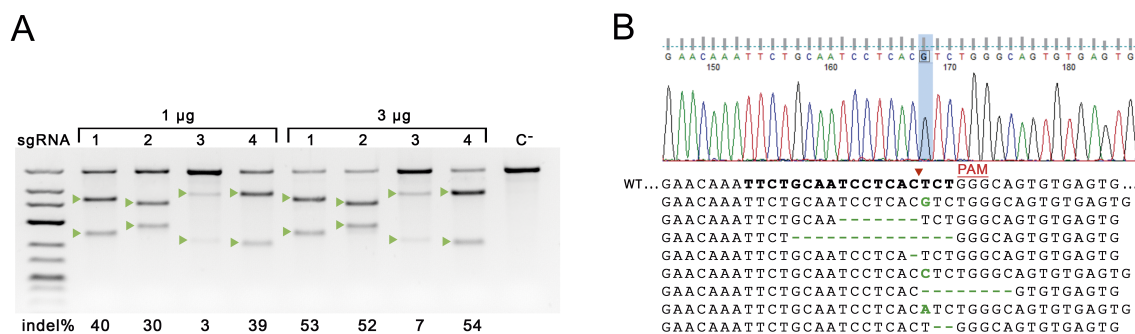 A
1 µg 3 µg
sgRNA 1 2 3 4 1 2 3 4 C⁻
indel% 40 30 3 39 53 52 7 54
B
G A A C A A A T T C T G C A A T C C T C A C G T C T G G G C A G T G T G A G T G
150 160 170 180
PAM
WT...GAACAAATTCTGCAATCCTCACTCTGGGCAGTGTGAGTG...
GAACAAATTCTGCAATCCTCACGTCTGGGCAGTGTGAGTG
GAACAAATTCTGCAA-------TCTGGGCAGTGTGAGTG
GAACAAATTCT--------------GGGCAGTGTGAGTG
GAACAAATTCTGCAATCCTCA-TCTGGGCAGTGTGAGTG
GAACAAATTCTGCAATCCTCACCTCTGGGCAGTGTGAGTG
GAACAAATTCTGCAATCCTCAC--------GTGTGAGTG
GAACAAATTCTGCAATCCTCACATCTGGGCAGTGTGAGTG
GAACAAATTCTGCAATCCTCACT--GGGCAGTGTGAGTG